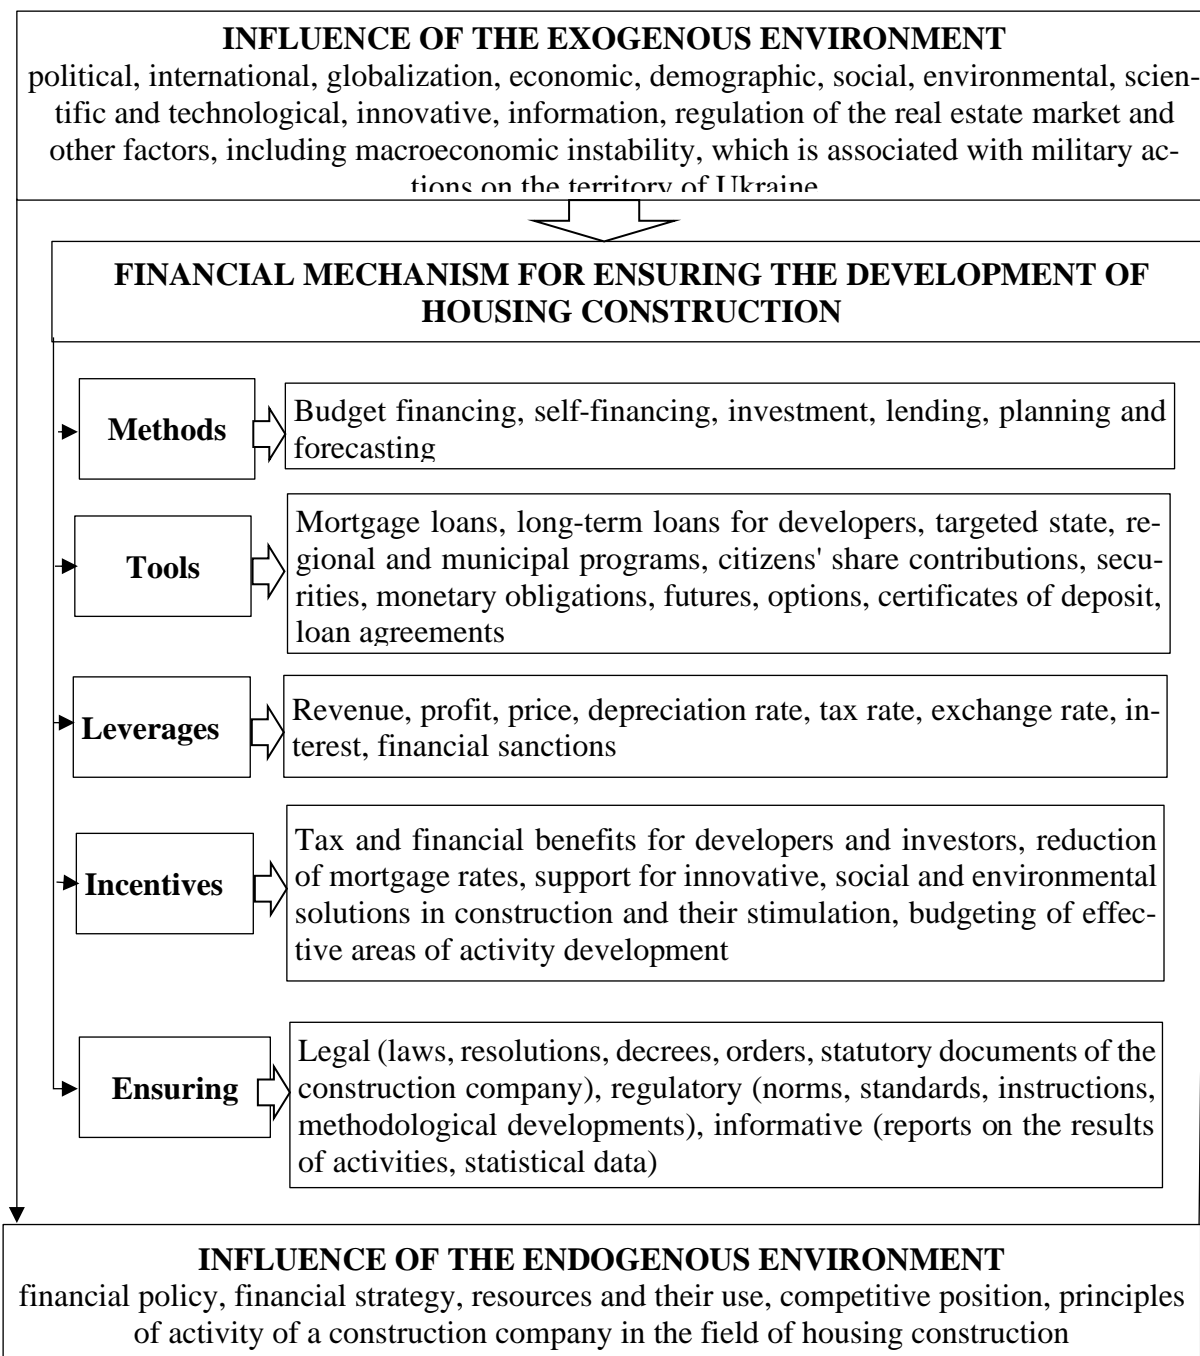 INFLUENCE OF THE EXOGENOUS ENVIRONMENT
political, international, globalization, economic, demographic, social, environmental, scien-
tific and technological, innovative, information, regulation of the real estate market and
other factors, including macroeconomic instability, which is associated with military ac-
tions on the territory of Ukraine
FINANCIAL MECHANISM FOR ENSURING THE DEVELOPMENT OF
HOUSING CONSTRUCTION
Methods
Budget financing, self-financing, investment, lending, planning and
forecasting
Tools
Mortgage loans, long-term loans for developers, targeted state, re-
gional and municipal programs, citizens' share contributions, secu-
rities, monetary obligations, futures, options, certificates of deposit,
loan agreements
Leverages
Revenue, profit, price, depreciation rate, tax rate, exchange rate, in-
terest, financial sanctions
Incentives
Tax and financial benefits for developers and investors, reduction
of mortgage rates, support for innovative, social and environmental
solutions in construction and their stimulation, budgeting of effec-
tive areas of activity development
Ensuring
Legal (laws, resolutions, decrees, orders, statutory documents of the
construction company), regulatory (norms, standards, instructions,
methodological developments), informative (reports on the results
of activities, statistical data)
INFLUENCE OF THE ENDOGENOUS ENVIRONMENT
financial policy, financial strategy, resources and their use, competitive position, principles
of activity of a construction company in the field of housing construction